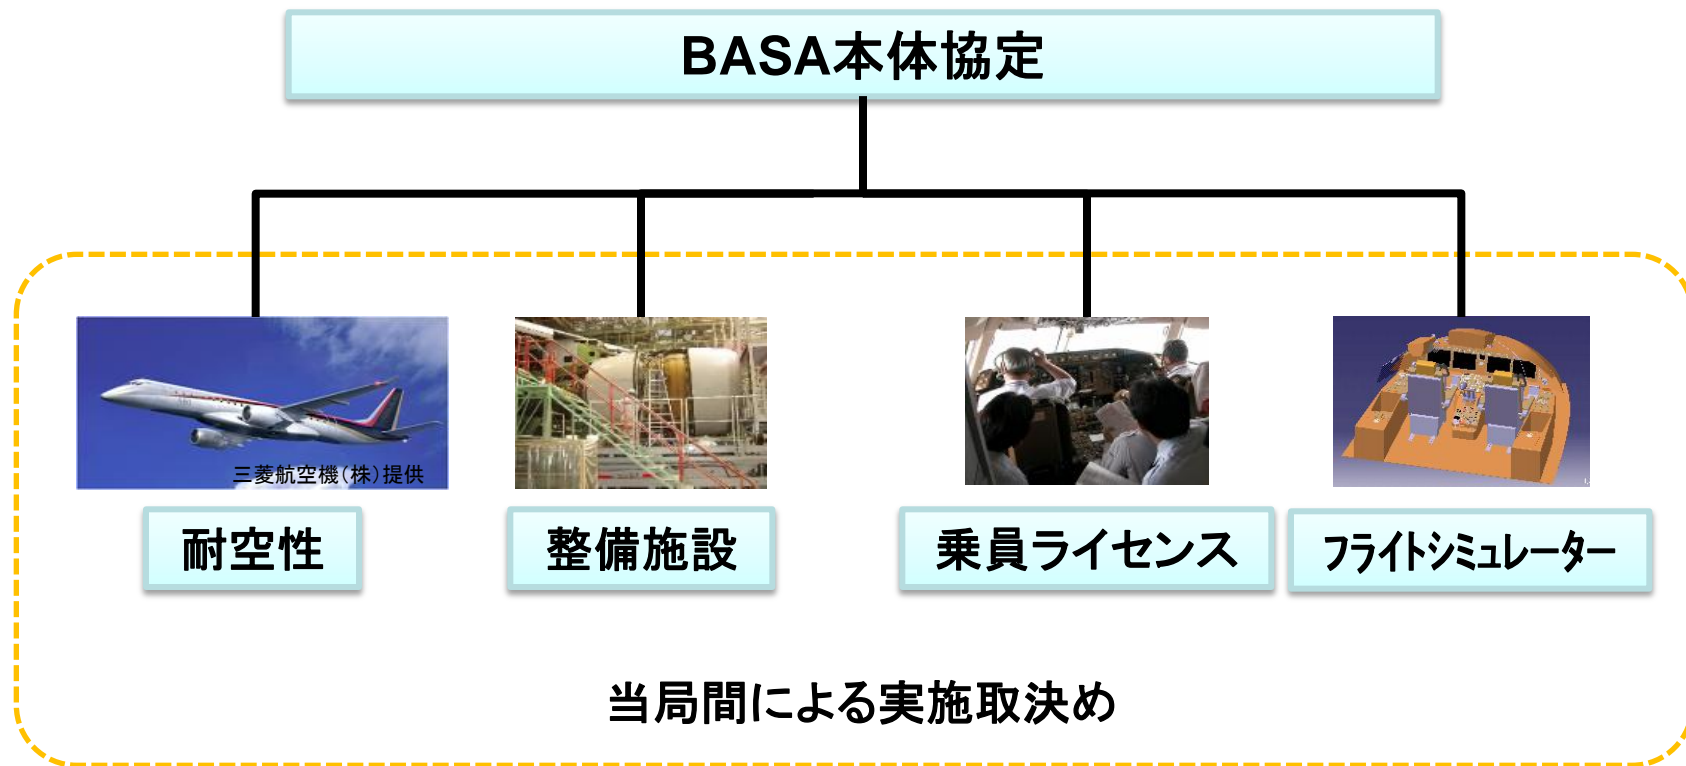 BASA本体協定
三菱航空機(株)提供
耐空性
整備施設
乗員ライセンス
フライトシミュレーター
当局間による実施取決め